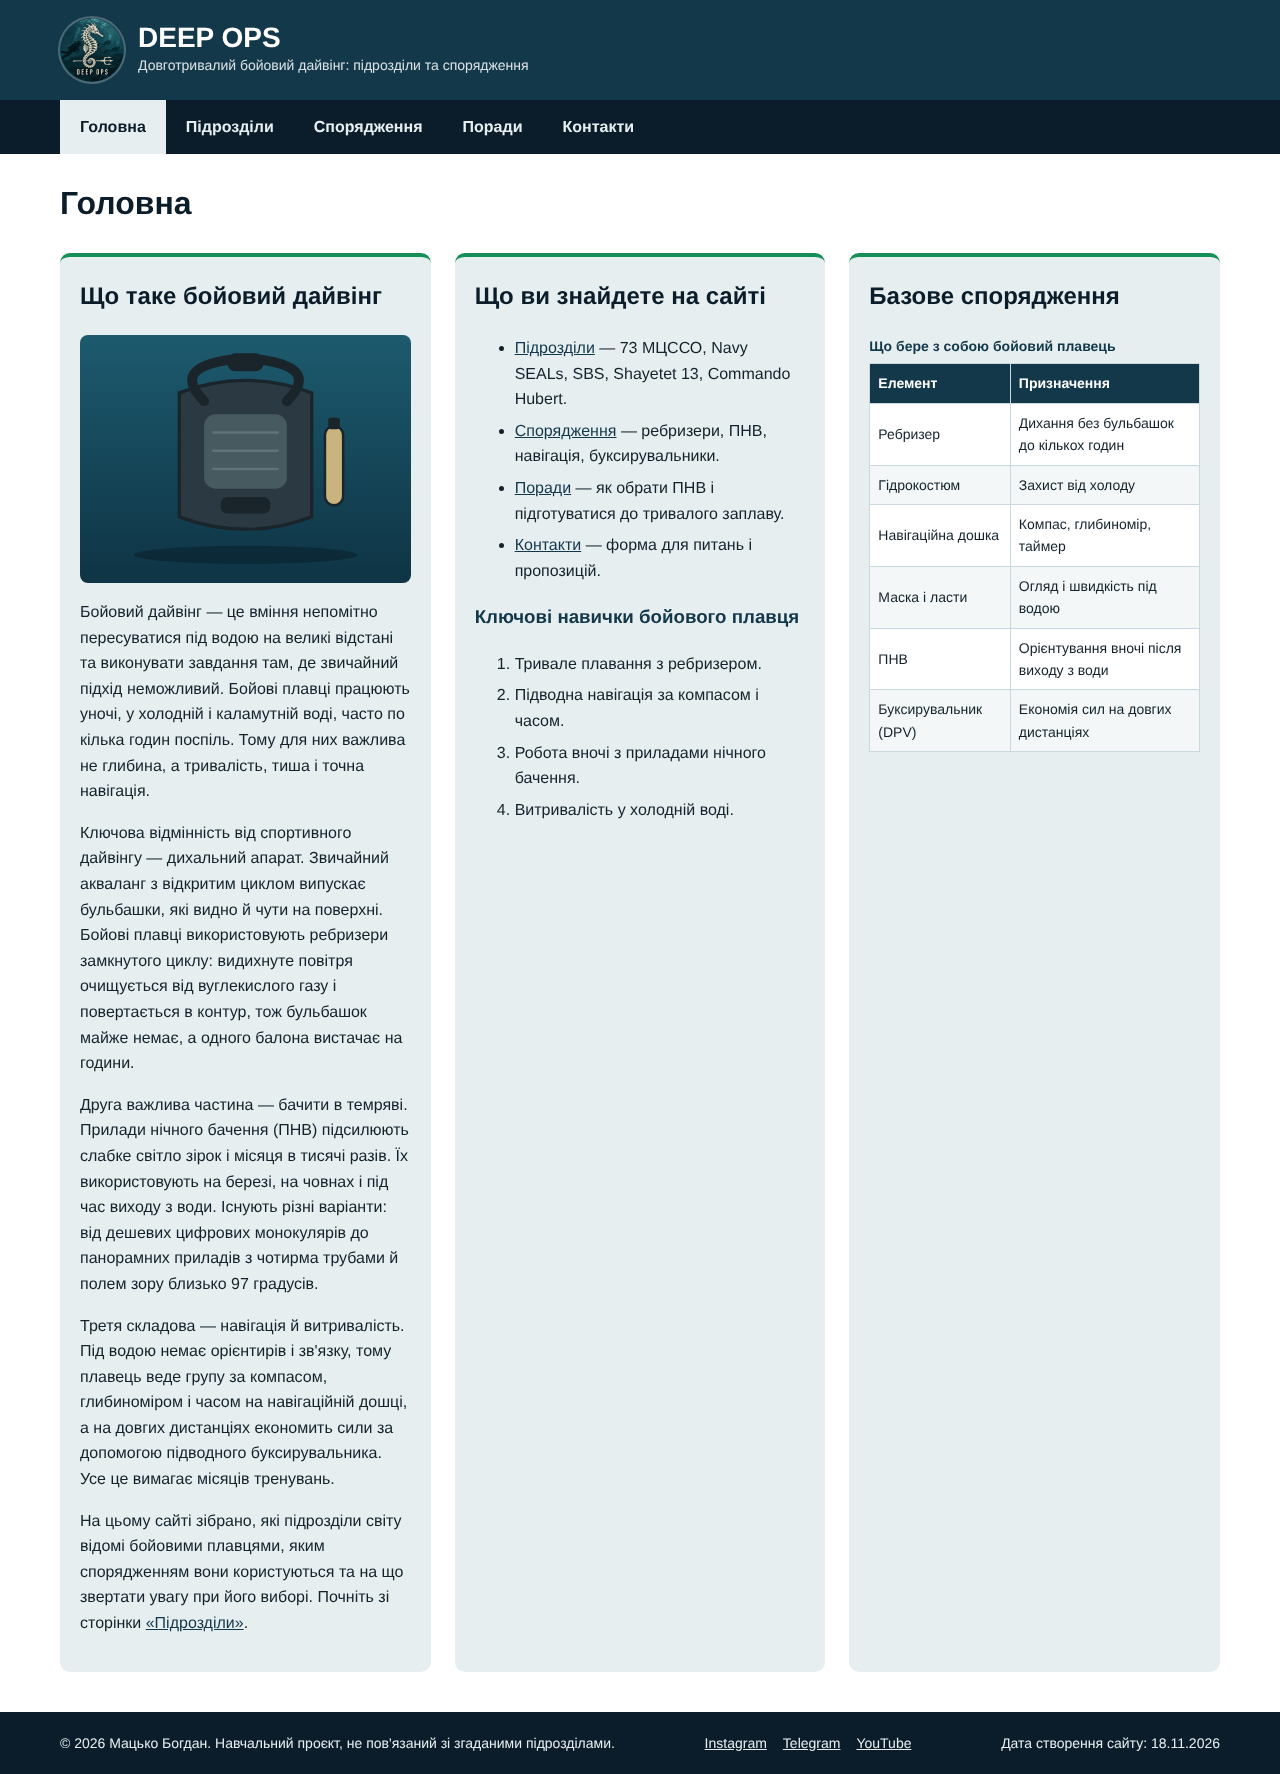 DEEP OPS
DEEP OPS
Довготривалий бойовий дайвінг: підрозділи та спорядження
Головна
Підрозділи
Спорядження
Поради
Контакти
Головна
Що таке бойовий дайвінг
Бойовий дайвінг — це вміння непомітно
пересуватися під водою на великі відстані
та виконувати завдання там, де звичайний
підхід неможливий. Бойові плавці працюють
уночі, у холодній і каламутній воді, часто по
кілька годин поспіль. Тому для них важлива
не глибина, а тривалість, тиша і точна
навігація.
Ключова відмінність від спортивного
дайвінгу — дихальний апарат. Звичайний
акваланг з відкритим циклом випускає
бульбашки, які видно й чути на поверхні.
Бойові плавці використовують ребризери
замкнутого циклу: видихнуте повітря
очищується від вуглекислого газу і
повертається в контур, тож бульбашок
майже немає, а одного балона вистачає на
години.
Друга важлива частина — бачити в темряві.
Прилади нічного бачення (ПНВ) підсилюють
слабке світло зірок і місяця в тисячі разів. Їх
використовують на березі, на човнах і під
час виходу з води. Існують різні варіанти:
від дешевих цифрових монокулярів до
панорамних приладів з чотирма трубами й
полем зору близько 97 градусів.
Третя складова — навігація й витривалість.
Під водою немає орієнтирів і зв'язку, тому
плавець веде групу за компасом,
глибиноміром і часом на навігаційній дошці,
а на довгих дистанціях економить сили за
допомогою підводного буксирувальника.
Усе це вимагає місяців тренувань.
На цьому сайті зібрано, які підрозділи світу
відомі бойовими плавцями, яким
спорядженням вони користуються та на що
звертати увагу при його виборі. Почніть зі
сторінки «Підрозділи».
Що ви знайдете на сайті
• Підрозділи — 73 МЦССО, Navy
SEALs, SBS, Shayetet 13, Commando
Hubert.
• Спорядження — ребризери, ПНВ,
навігація, буксирувальники.
• Поради — як обрати ПНВ і
підготуватися до тривалого заплаву.
• Контакти — форма для питань і
пропозицій.
Ключові навички бойового плавця
1. Тривале плавання з ребризером.
2. Підводна навігація за компасом і
часом.
3. Робота вночі з приладами нічного
бачення.
4. Витривалість у холодній воді.
Базове спорядження
Що бере з собою бойовий плавець
Елемент
Призначення
Ребризер
Дихання без бульбашок
до кількох годин
Гідрокостюм
Захист від холоду
Навігаційна дошка
Компас, глибиномір,
таймер
Маска і ласти
Огляд і швидкість під
водою
ПНВ
Орієнтування вночі після
виходу з води
Буксирувальник
(DPV)
Економія сил на довгих
дистанціях
© 2026 Мацько Богдан. Навчальний проєкт, не пов'язаний зі згаданими підрозділами.
Instagram
Telegram
YouTube
Дата створення сайту: 18.11.2026